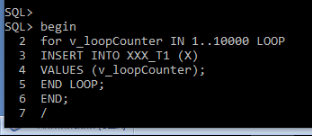 SQL>
SQL> begin
2 for v_loopCounter IN 1..10000 LOOP
3 INSERT INTO XXX_T1 (X)
4 VALUES (v_loopCounter);
5 END LOOP;
6 END;
7 /